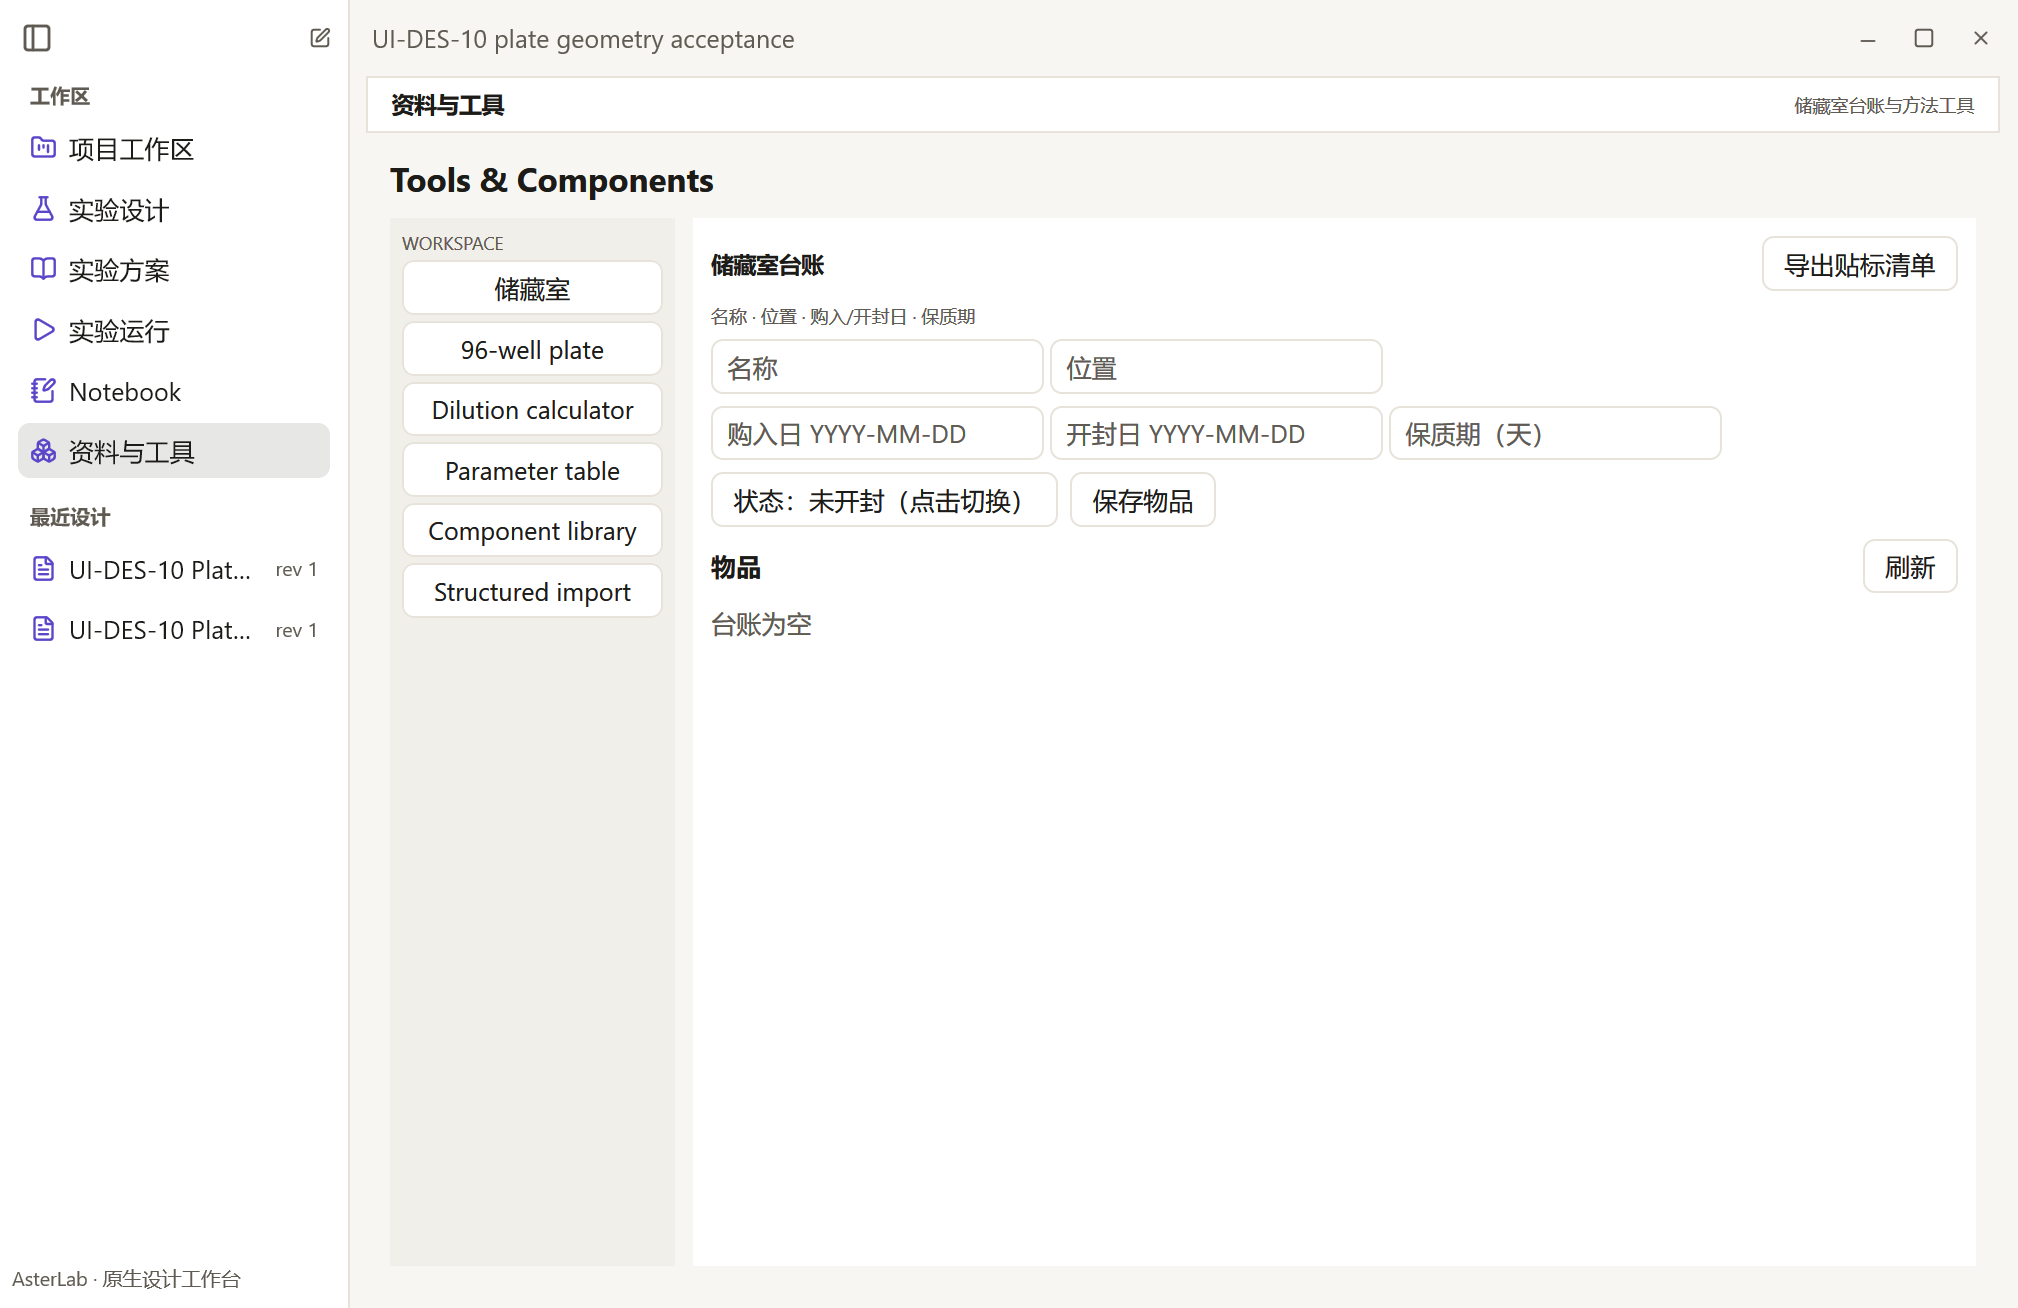 UI-DES-10 plate geometry acceptance
工作区
项目工作区
实验设计
实验方案
实验运行
Notebook
资料与工具
最近设计
UI-DES-10 Plat... rev 1
UI-DES-10 Plat... rev 1
AsterLab · 原生设计工作台
资料与工具 储藏室台账与方法工具
Tools & Components
WORKSPACE
储藏室
96-well plate
Dilution calculator
Parameter table
Component library
Structured import
储藏室台账 导出贴标清单
名称 · 位置 · 购入/开封日 · 保质期
名称 位置
购入日 YYYY-MM-DD 开封日 YYYY-MM-DD 保质期（天）
状态：未开封（点击切换） 保存物品
物品 刷新
台账为空